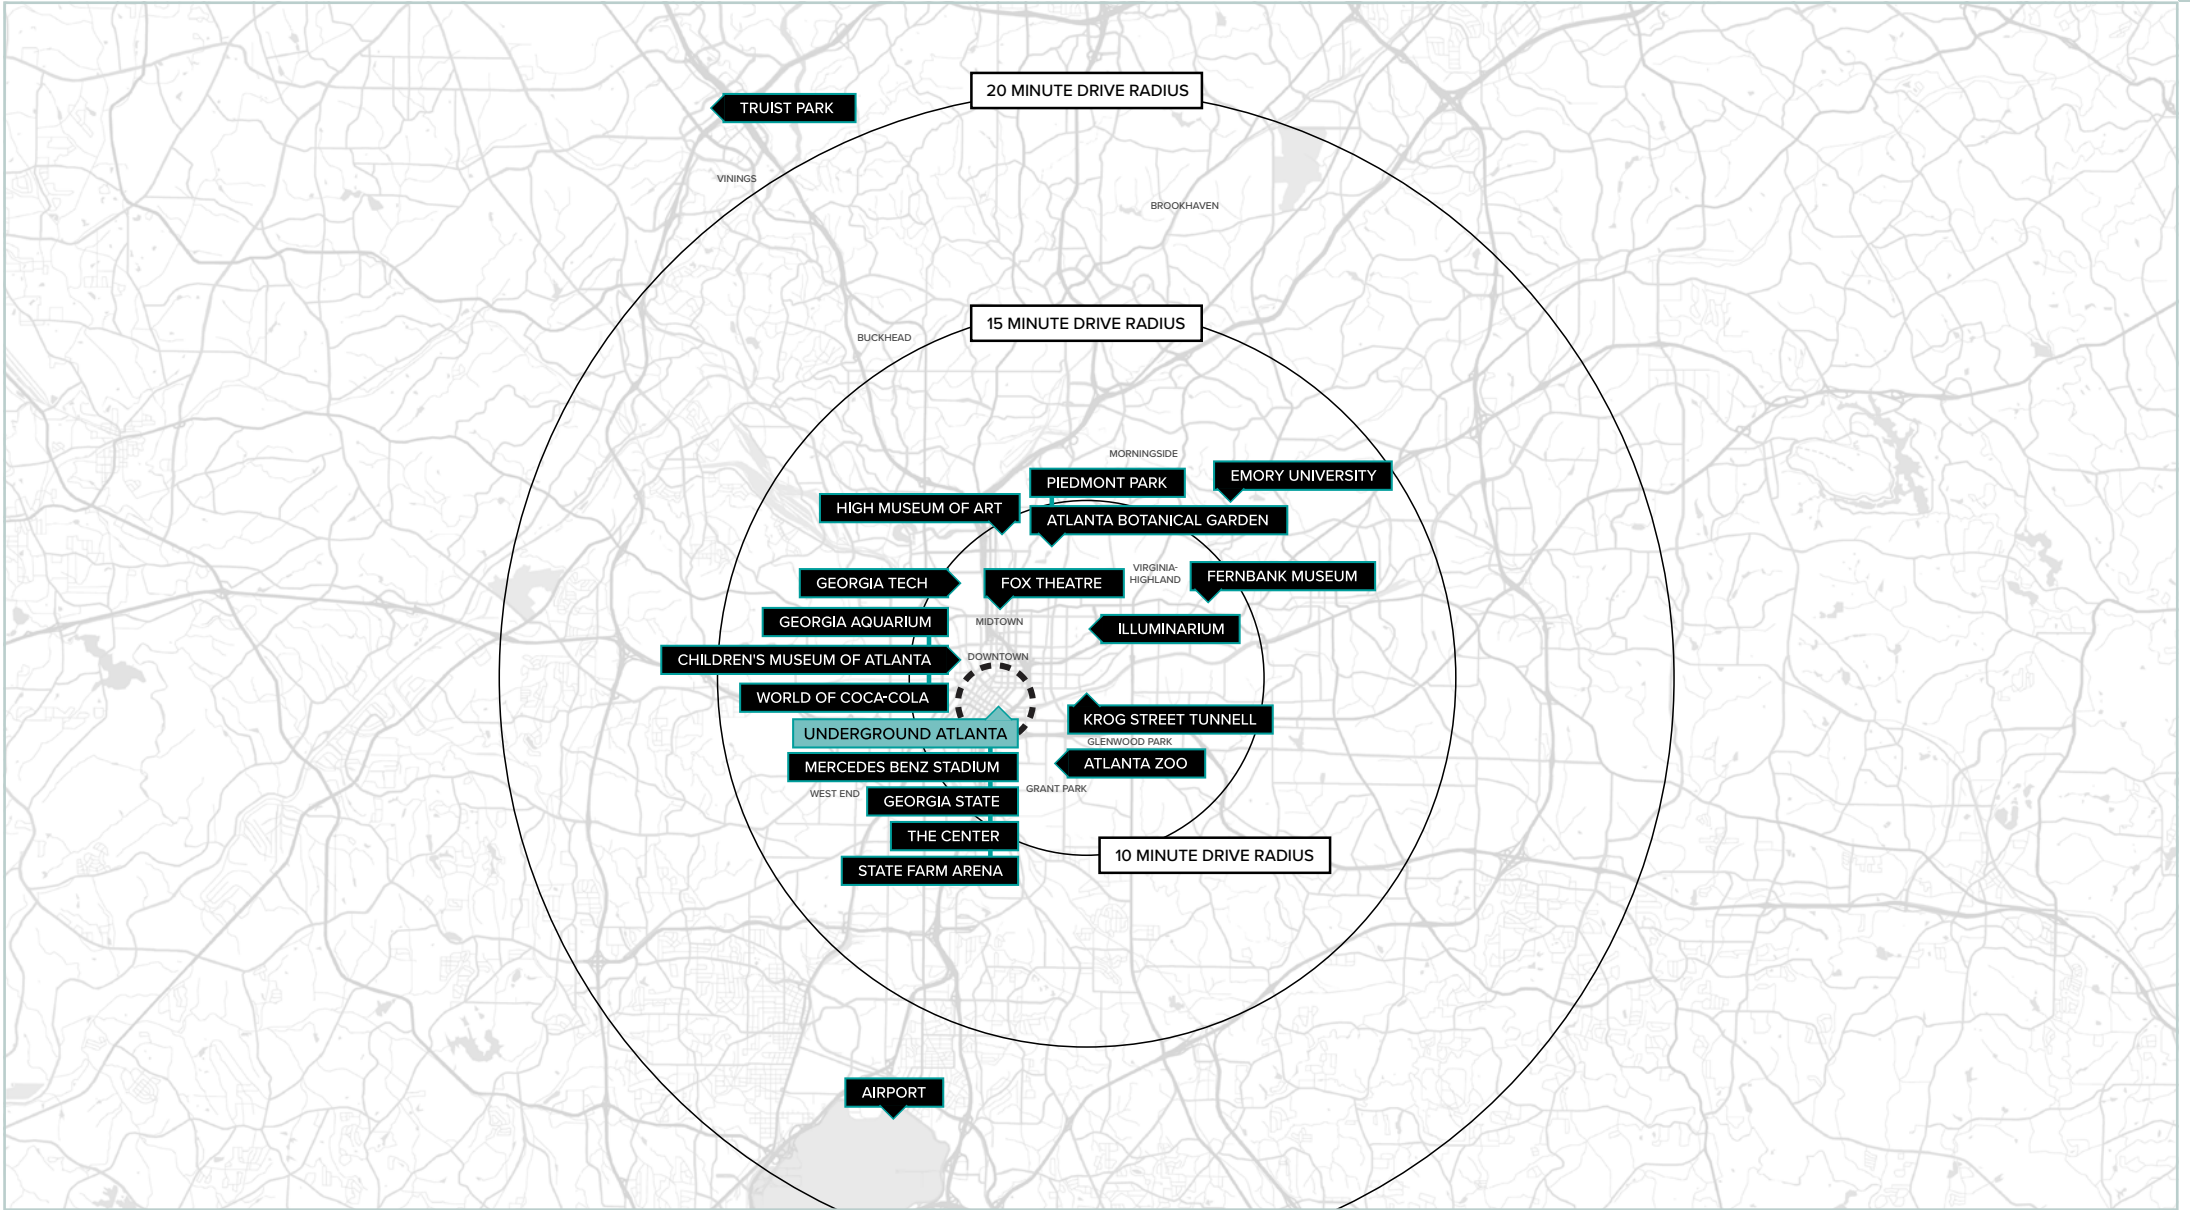 20 MINUTE DRIVE RADIUS
TRUIST PARK
VININGS
BROOKHAVEN
15 MINUTE DRIVE RADIUS
BUCKHEAD
MORNINGSIDE
EMORY UNIVERSITY
PIEDMONT PARK
HIGH MUSEUM OF ART
ATLANTA BOTANICAL GARDEN
VIRGINIA-
HIGHLAND
FERNBANK MUSEUM
GEORGIA TECH
FOX THEATRE
GEORGIA AQUARIUM
MIDTOWN
ILLUMINARIUM
DOWNTOWN
CHILDREN'S MUSEUM OF ATLANTA
WORLD OF COCA-COLA
KROG STREET TUNNELL
UNDERGROUND ATLANTA
GLENWOOD PARK
ATLANTA ZOO
MERCEDES BENZ STADIUM
GRANT PARK
WEST END
GEORGIA STATE
THE CENTER
10 MINUTE DRIVE RADIUS
STATE FARM ARENA
AIRPORT